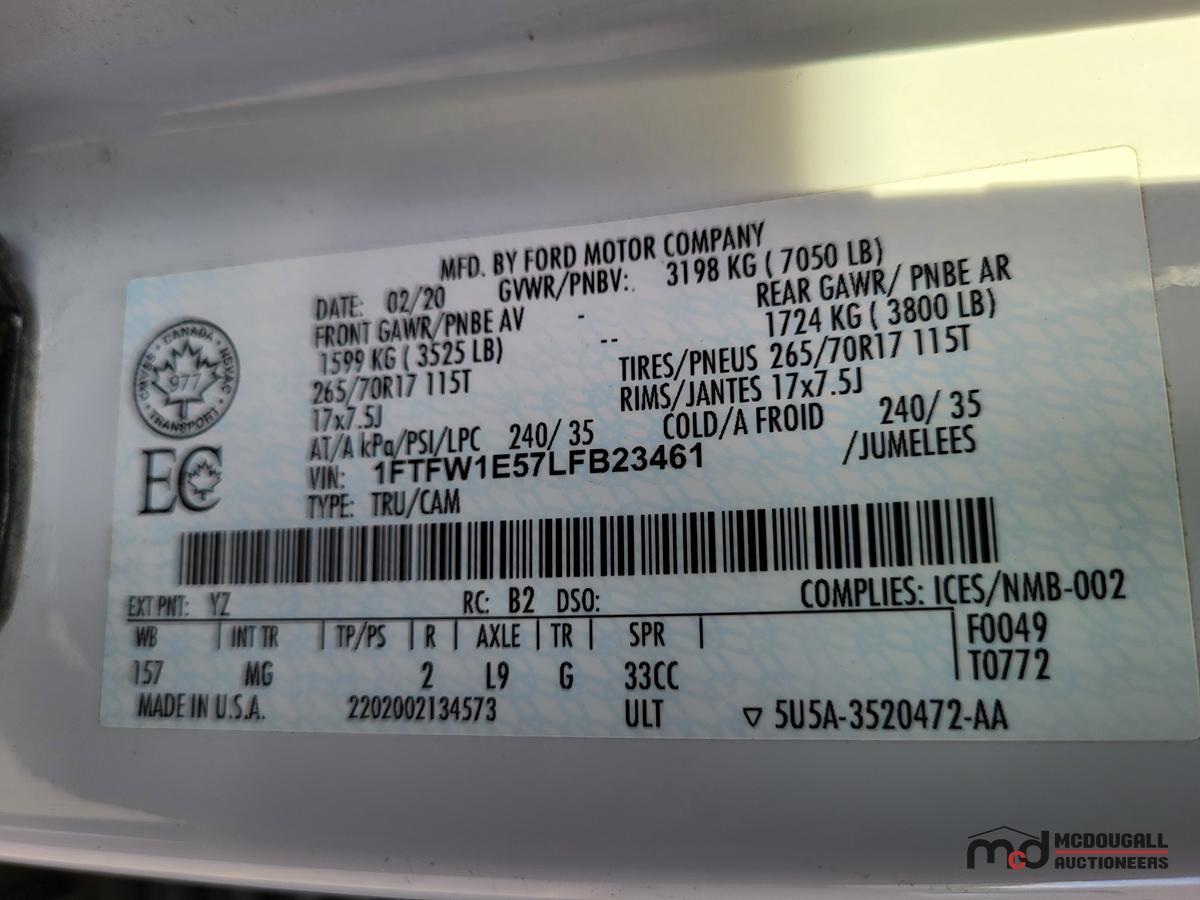 MFD. BY FORD MOTOR COMPANY
DATE: 02/20 GVWR/PNBV: 3198 KG ( 7050 LB)
FRONT GAWR/PNBE AV - REAR GAWR/ PNBE AR
1599 KG ( 3525 LB) -- 1724 KG ( 3800 LB)
265/70R17 115T TIRES/PNEUS 265/70R17 115T
17x7.5J RIMS/JANTES 17x7.5J
AT/A kPa/PSI/LPC 240/ 35 COLD/A FROID 240/ 35
VIN: 1FTFW1E57LFB23461 /JUMELEES
TYPE: TRU/CAM
CANADA
CMVSS NSVAC
977
TRANSPORT
EC
EXT PNT: YZ RC: B2 DSO: COMPLIES: ICES/NMB-002
WB INT TR TP/PS R AXLE TR SPR F0049
157 MG 2 L9 G 33CC T0772
MADE IN U.S.A. 2202002134573 ULT ▽ 5U5A-3520472-AA
mcd MCDOUGALL
AUCTIONEERS